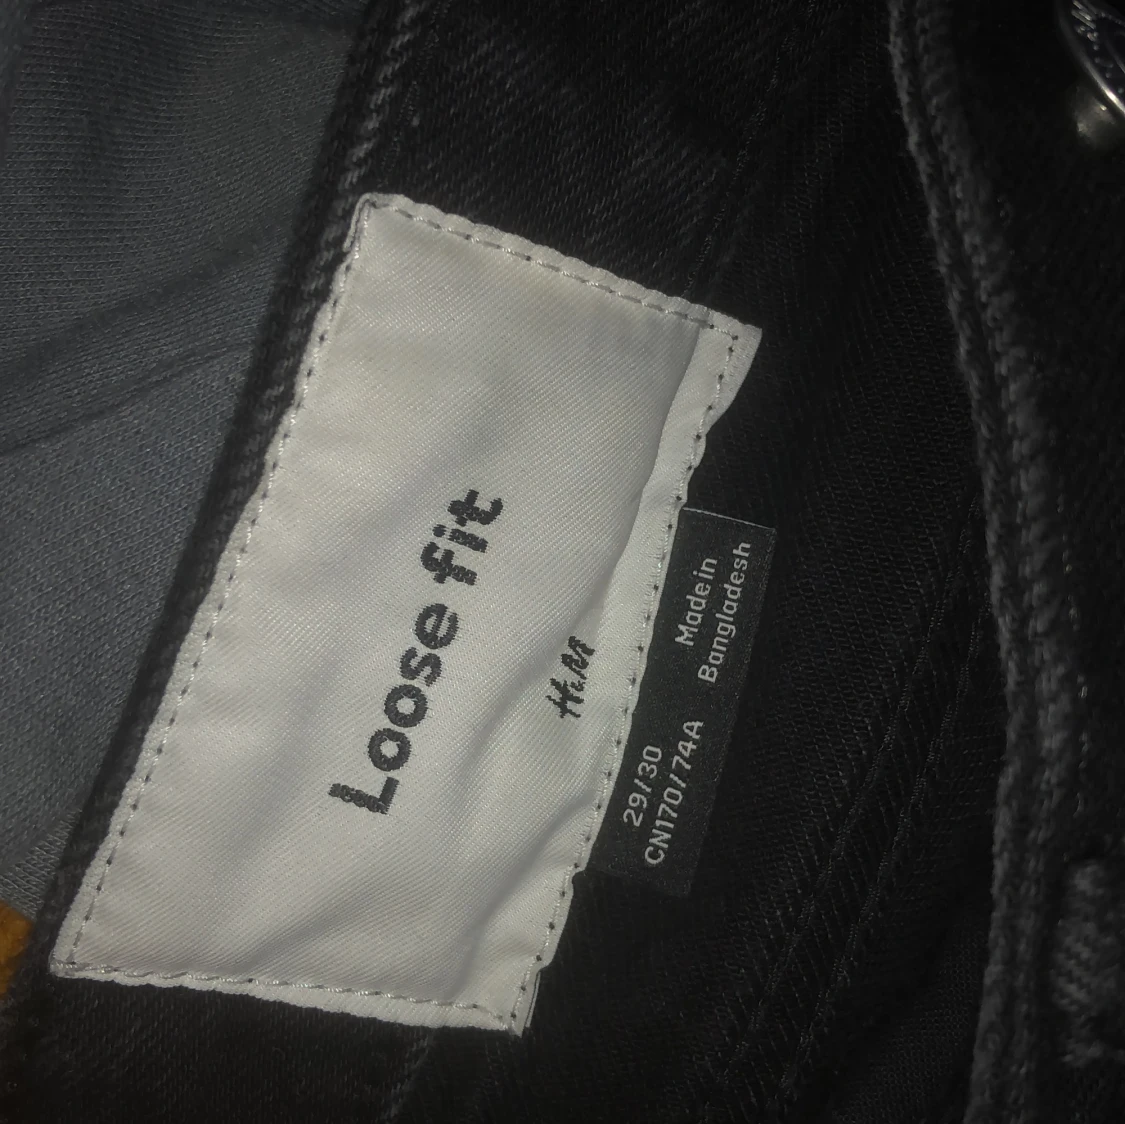 Loose fit
H&M
29/30
CN170/74A
Made in
Bangladesh